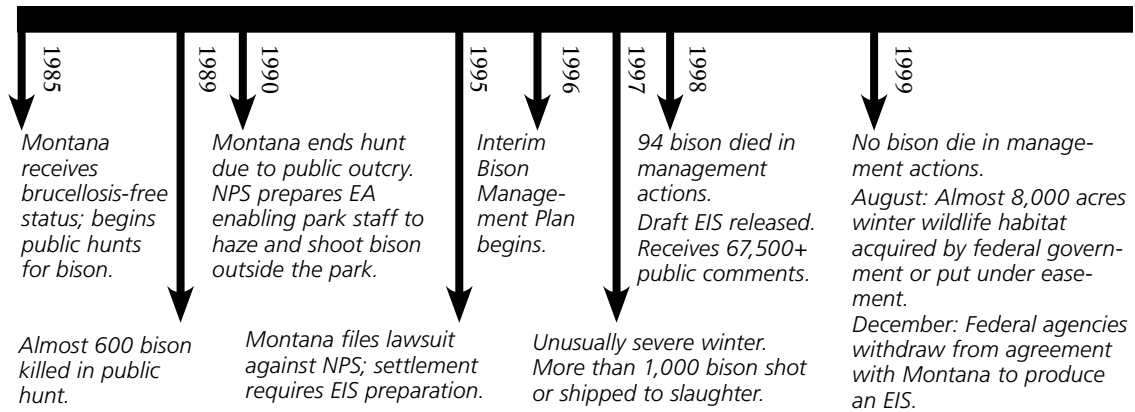 1985
Montana
receives
brucellosis-free
status; begins
public hunts
for bison.
1989
Almost 600 bison
killed in public
hunt.
1990
Montana ends hunt
due to public outcry.
NPS prepares EA
enabling park staff to
haze and shoot bison
outside the park.
1995
Montana files lawsuit
against NPS; settlement
requires EIS preparation.
1996
Interim
Bison
Manage-
ment Plan
begins.
1997
Unusually severe winter.
More than 1,000 bison shot
or shipped to slaughter.
1998
94 bison died in
management
actions.
Draft EIS released.
Receives 67,500+
public comments.
1999
No bison die in manage-
ment actions.
August: Almost 8,000 acres
winter wildlife habitat
acquired by federal govern-
ment or put under ease-
ment.
December: Federal agencies
withdraw from agreement
with Montana to produce
an EIS.